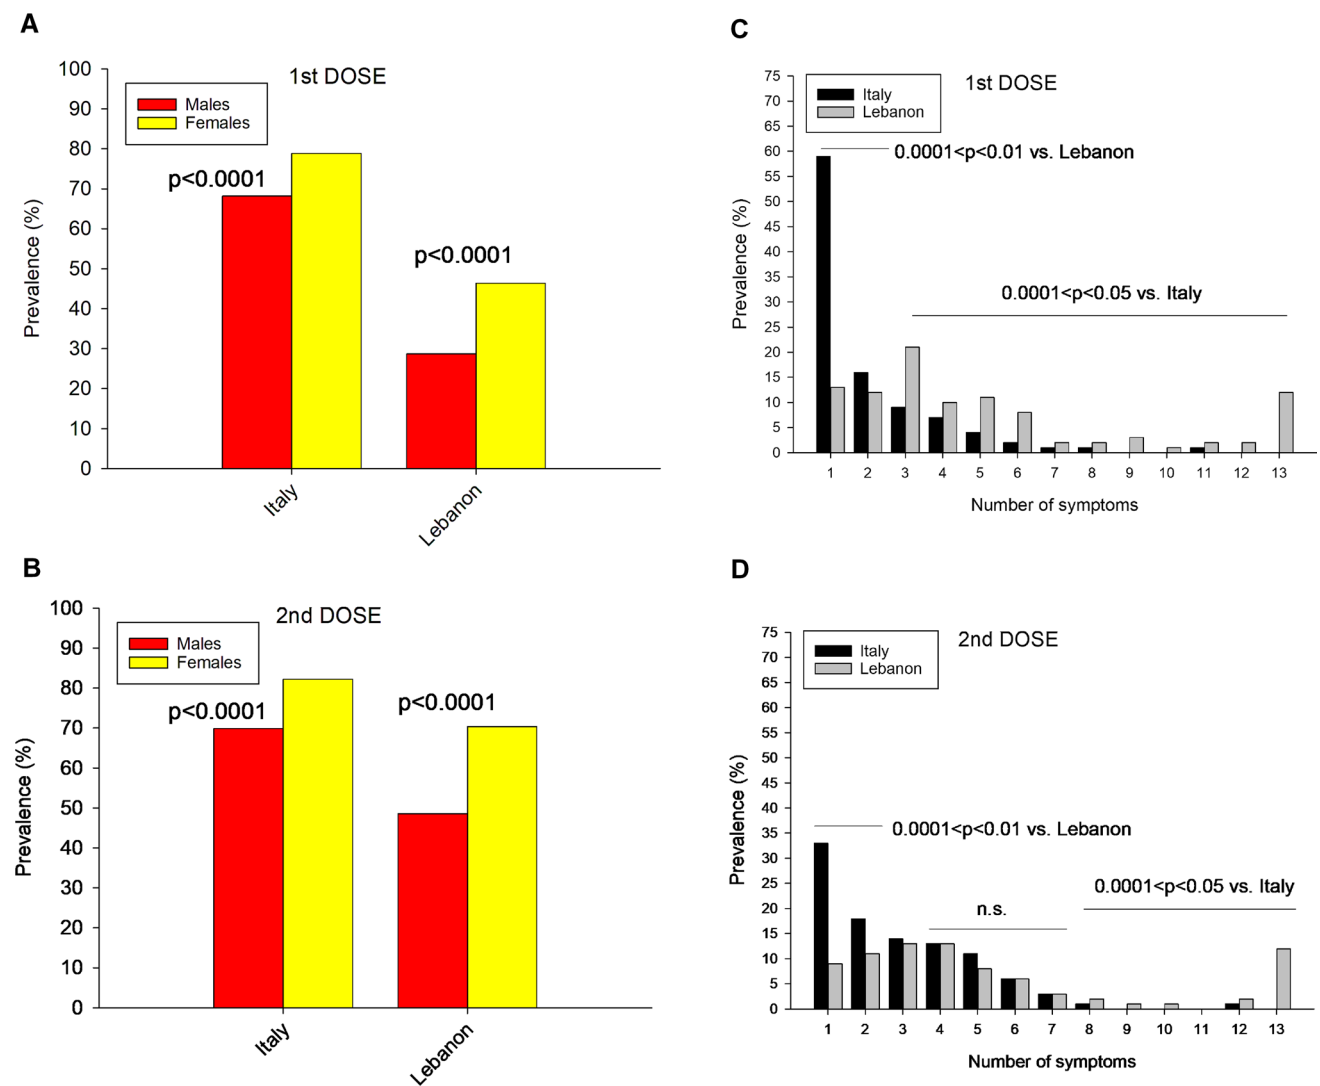 A
1st DOSE
Males
Females
p<0.0001
p<0.0001
Prevalence (%)
100
90
80
70
60
50
40
30
20
10
0
Italy
Lebanon
B
2nd DOSE
Males
Females
p<0.0001
p<0.0001
Prevalence (%)
100
90
80
70
60
50
40
30
20
10
0
Italy
Lebanon
C
1st DOSE
Italy
Lebanon
0.0001<p<0.01 vs. Lebanon
0.0001<p<0.05 vs. Italy
Prevalence (%)
75
70
65
60
55
50
45
40
35
30
25
20
15
10
5
0
1 2 3 4 5 6 7 8 9 10 11 12 13
Number of symptoms
D
2nd DOSE
Italy
Lebanon
0.0001<p<0.01 vs. Lebanon
0.0001<p<0.05 vs. Italy
n.s.
Prevalence (%)
75
70
65
60
55
50
45
40
35
30
25
20
15
10
5
0
1 2 3 4 5 6 7 8 9 10 11 12 13
Number of symptoms